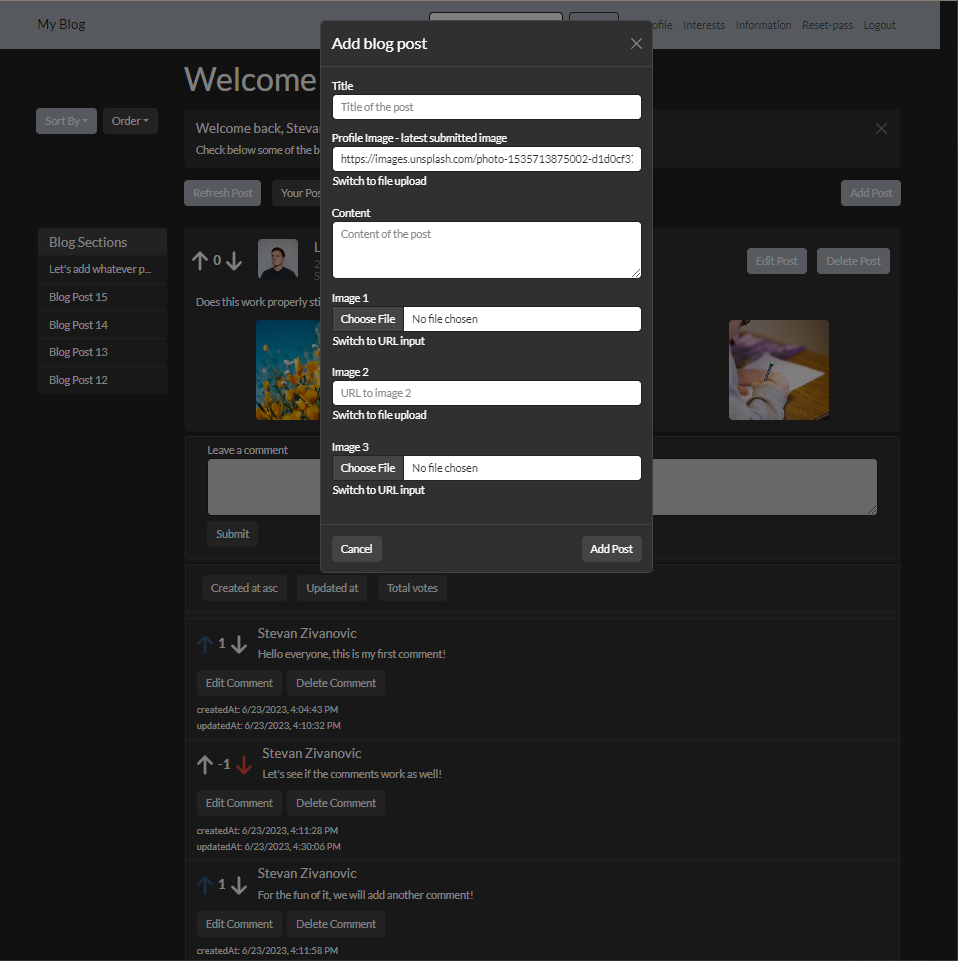 My Blog
Interests
Information
Reset-pass
Logout
Add blog post
Welcome
Title
Title of the post
Sort By
Order
Welcome back,
Check below some of the
Profile Image - latest submitted image
https://images.unsplash.com/photo-1535713875002-d1d0cf37
Switch to file upload
Refresh Post
Your
Add Post
Content
Content of the post
Blog Sections
Let's add whatever p...
Blog Post 15
Blog Post 14
Blog Post 13
Blog Post 12
0
Edit Post
Delete Post
Does this work properly
Image 1
Choose File
No file chosen
Switch to URL input
Image 2
URL to image 2
Switch to file upload
Image 3
Choose File
No file chosen
Switch to URL input
Leave a comment
Submit
Cancel
Add Post
Created at asc
Updated at
Total votes
1
Stevan Zivanovic
Hello everyone, this is my first comment!
Edit Comment
Delete Comment
createdAt: 6/23/2023, 4:04:43 PM
updatedAt: 6/23/2023, 4:10:32 PM
-1
Stevan Zivanovic
Let's see if the comments work as well!
Edit Comment
Delete Comment
createdAt: 6/23/2023, 4:11:28 PM
updatedAt: 6/23/2023, 4:30:06 PM
1
Stevan Zivanovic
For the fun of it, we will add another comment!
Edit Comment
Delete Comment
createdAt: 6/23/2023, 4:11:58 PM